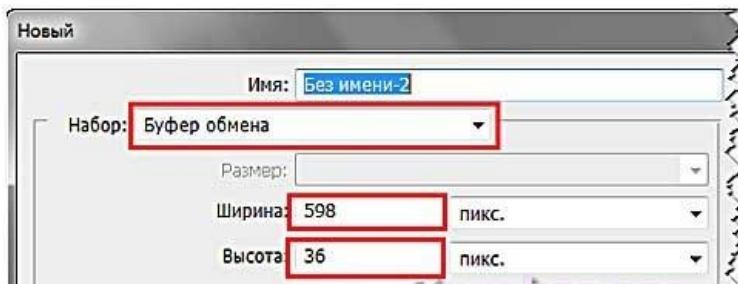 Новый
Имя: Без имени-2
Набор: Буфер обмена
Размер:
Ширина: 598 пикс.
Высота 36 пикс.